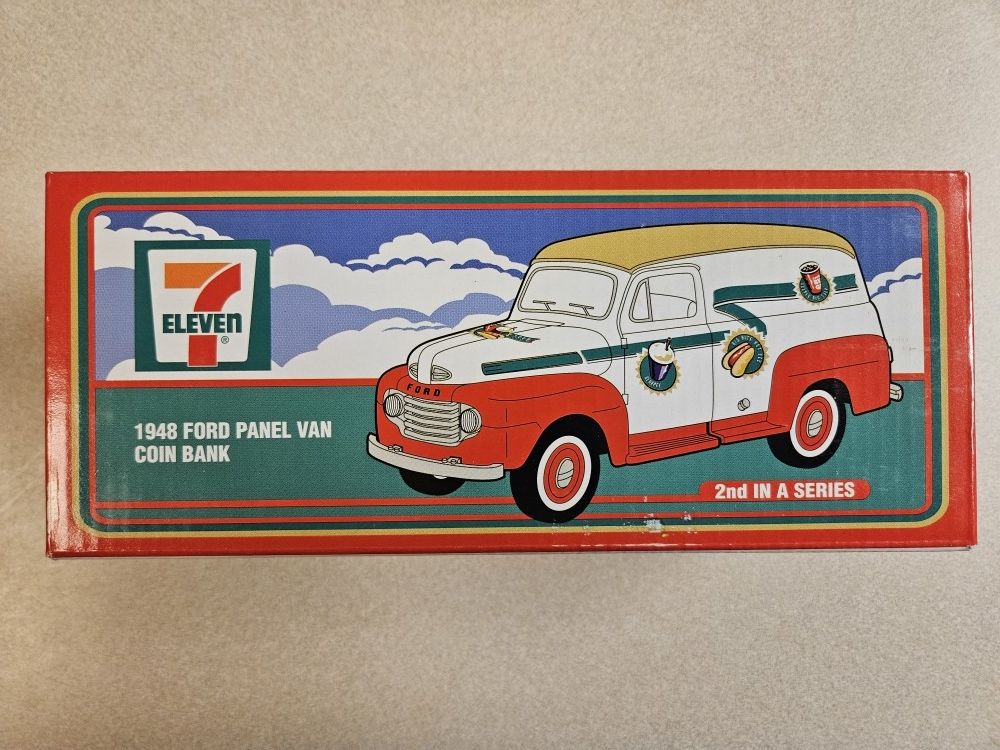 7
ELEVEn
®
1948 FORD PANEL VAN
COIN BANK
FORD
2nd IN A SERIES